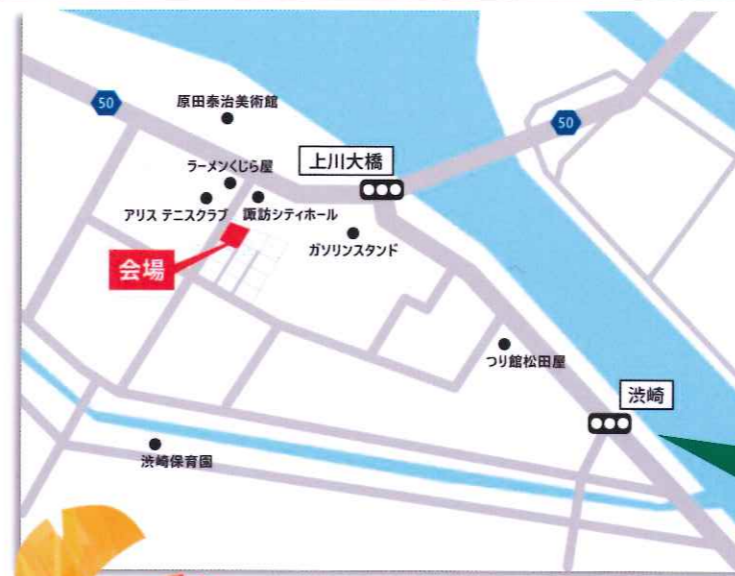 50
原田泰治美術館
50
上川大橋
ラーメンくじら屋
アリス テニスクラブ
諏訪シティホール
ガソリンスタンド
会場
つり館松田屋
渋崎
渋崎保育園